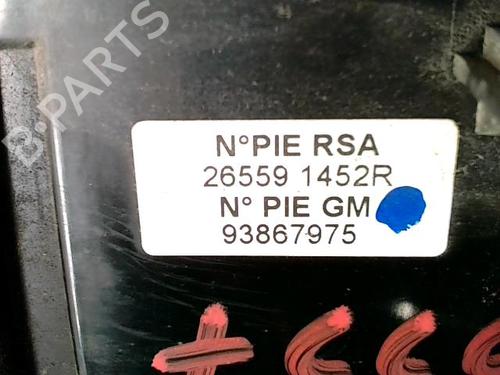 B-PARTS
N°PIE RSA
26559 1452R
N° PIE GM
93867975